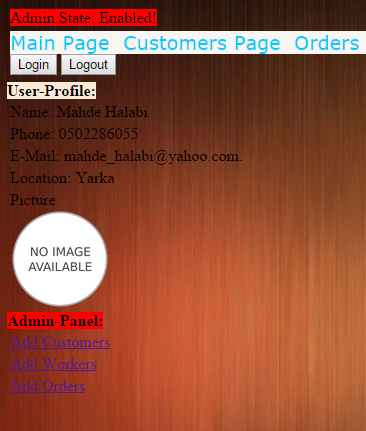 Admin State: Enabled!
Main Page Customers Page Orders
Login Logout
User-Profile:
Name: Mahde Halabi
Phone: 0502286055
E-Mail: mahde_halabi@yahoo.com.
Location: Yarka
Picture
NO IMAGE
AVAILABLE
Admin-Panel:
Add Customers
Add Workers
Add Orders